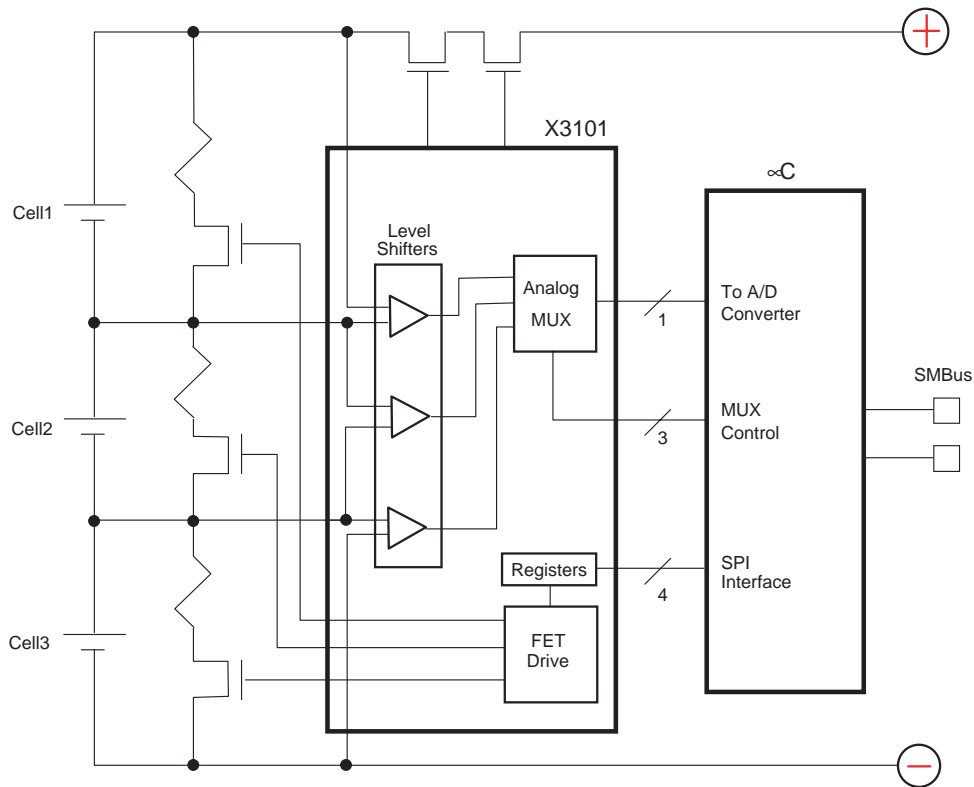 X3101
∝C
Cell1
Level
Shifters
Analog
MUX
1
To A/D
Converter
SMBus
Cell2
3
MUX
Control
Registers
4
SPI
Interface
Cell3
FET
Drive